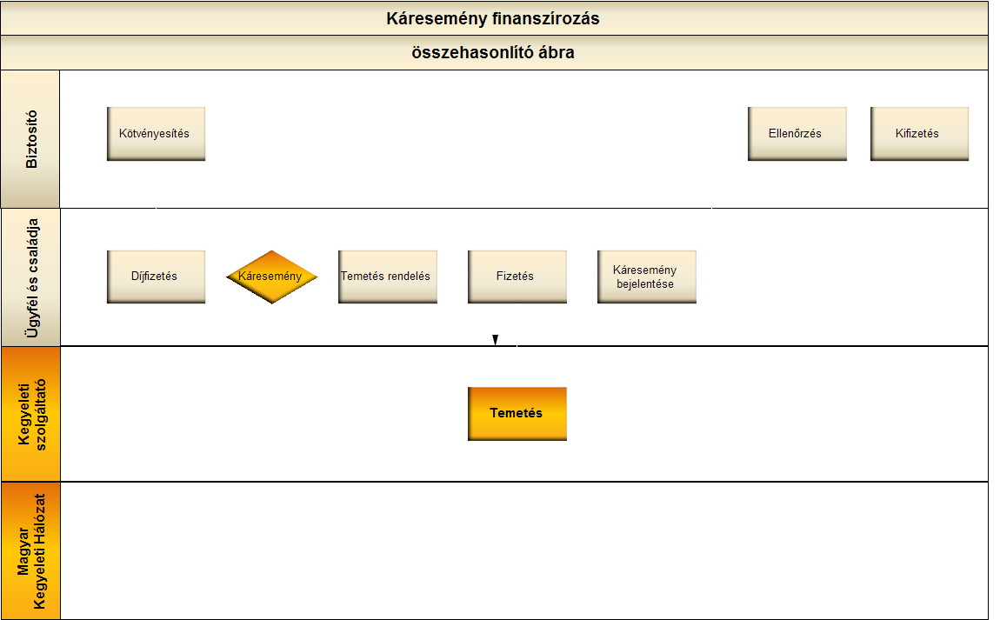 Káresemény finanszírozás
összehasonlító ábra
Biztosító
Kötvényesítés
Ellenőrzés
Kifizetés
Ügyfél és családja
Díjfizetés
Káresemény
Temetés rendelés
Fizetés
Káresemény
bejelentése
Kegyeleti
szolgáltató
Temetés
Magyar
Kegyeleti Hálózat